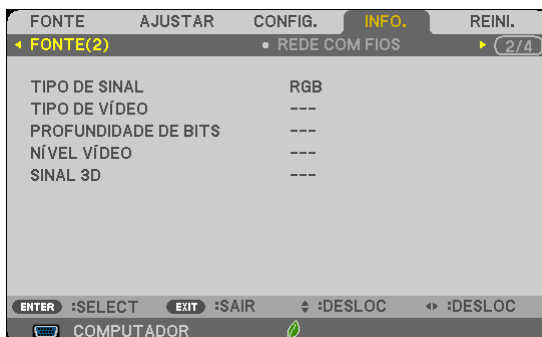 FONTE AJUSTAR CONFIG. INFO. REINI.
FONTE(2) REDE COM FIOS 2/4
TIPO DE SINAL RGB
TIPO DE VÍDEO ---
PROFUNDIDADE DE BITS ---
NÍVEL VÍDEO ---
SINAL 3D ---
ENTER :SELECT EXIT :SAIR :DESLOC :DESLOC
COMPUTADOR